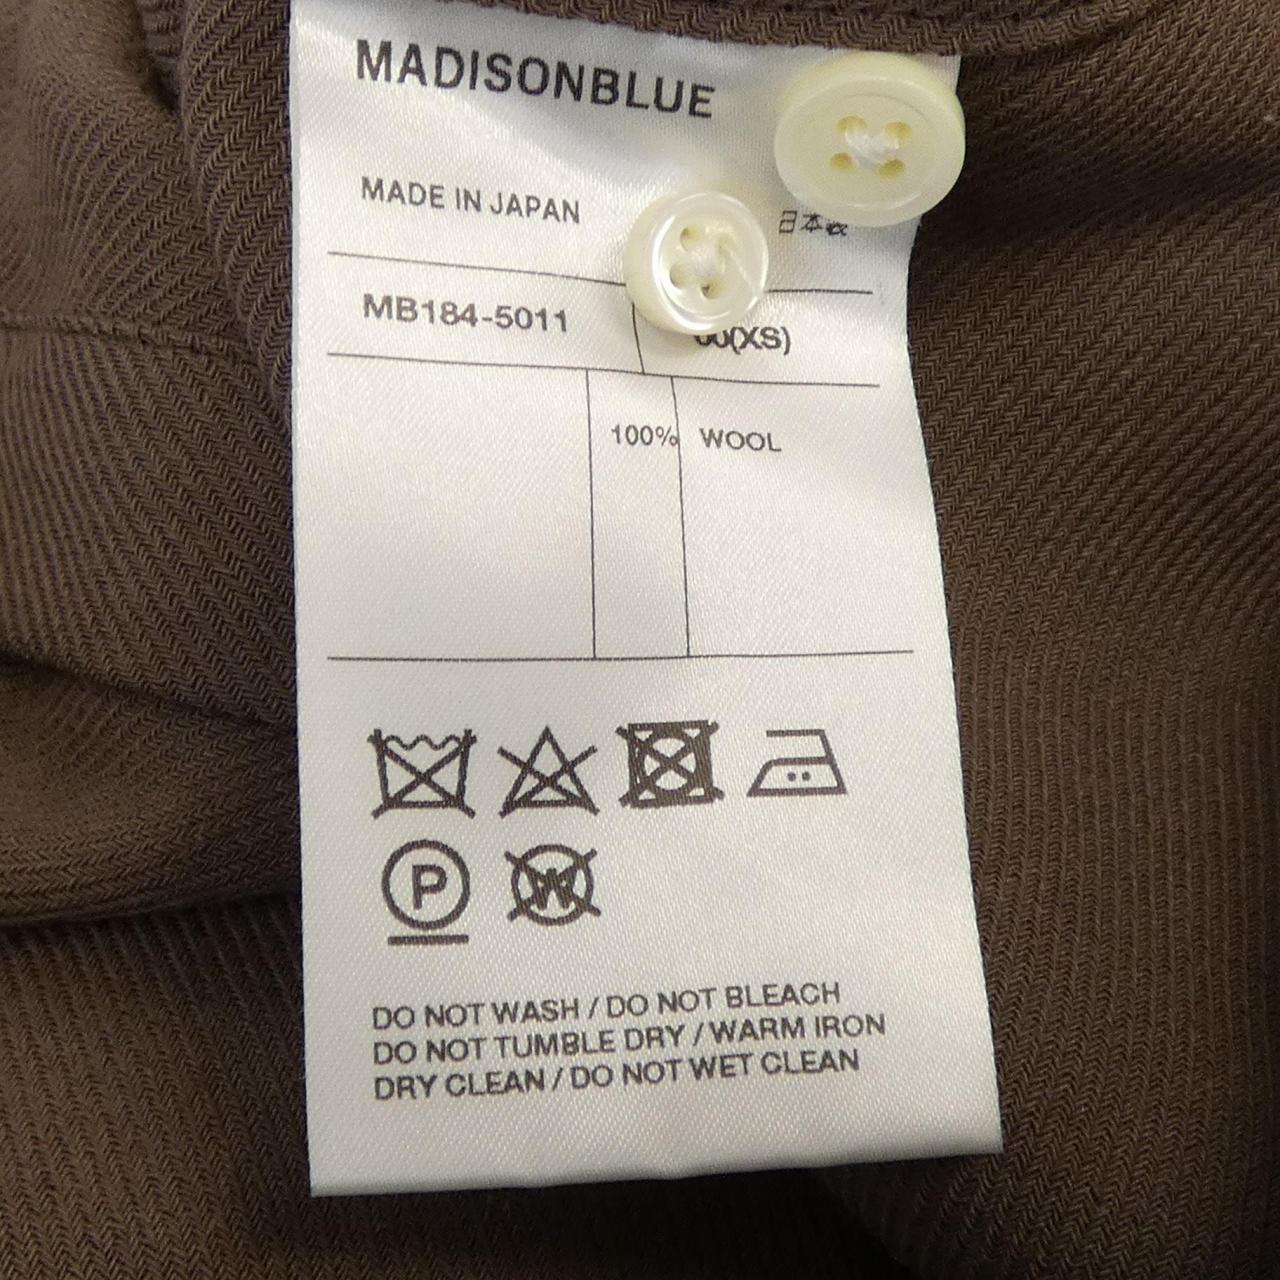 MADISONBLUE
MADE IN JAPAN 日本製
MB184-5011 00(XS)
100% WOOL
P W
DO NOT WASH / DO NOT BLEACH
DO NOT TUMBLE DRY / WARM IRON
DRY CLEAN / DO NOT WET CLEAN